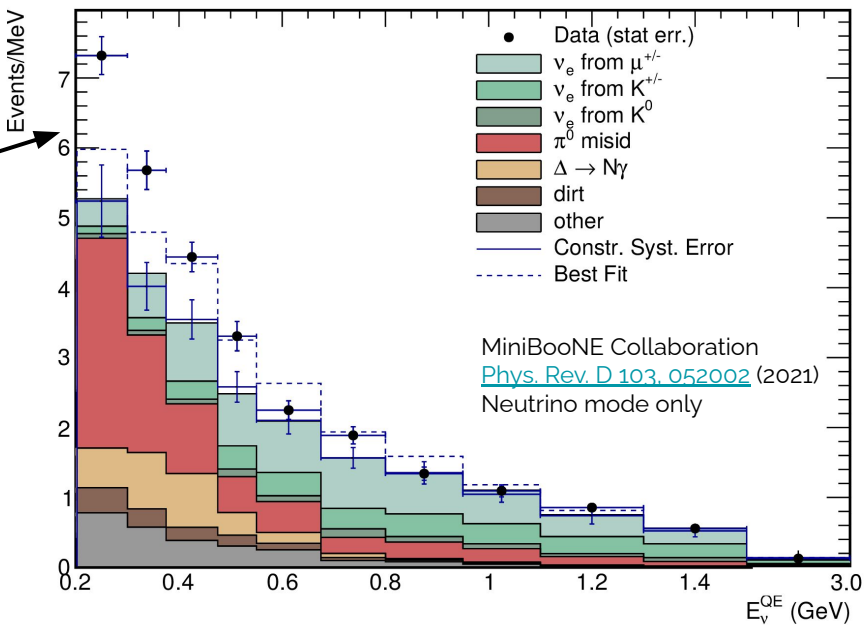 Events/MeV
7
6
5
4
3
2
1
0
Data (stat err.)
νe from μ+/-
νe from K+/-
νe from K0
π0 misid
Δ → Nγ
dirt
other
Constr. Syst. Error
Best Fit
MiniBooNE Collaboration
Phys. Rev. D 103, 052002 (2021)
Neutrino mode only
0.2 0.4 0.6 0.8 1 1.2 1.4 3.0
EνQE (GeV)